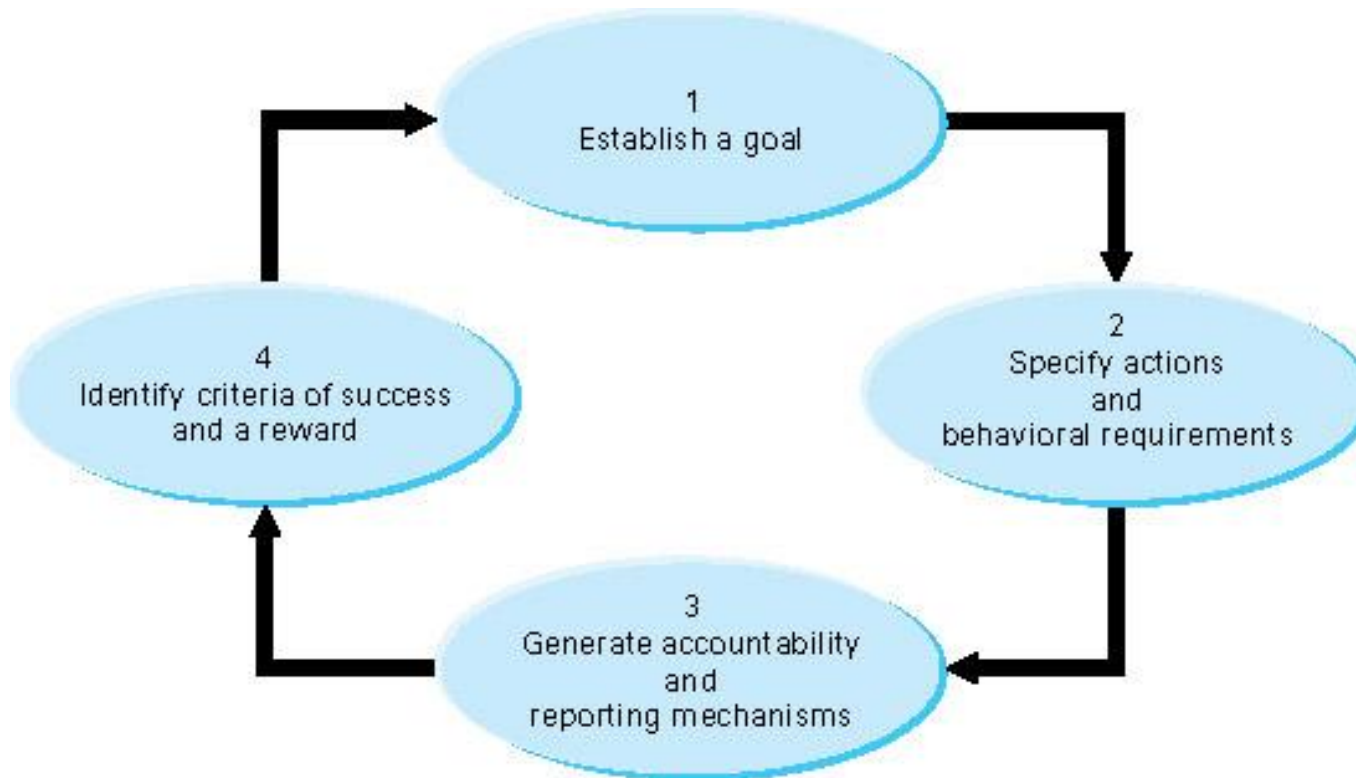 1
Establish a goal
2
Specify actions
and
behavioral requirements
3
Generate accountability
and
reporting mechanisms
4
Identify criteria of success
and a reward